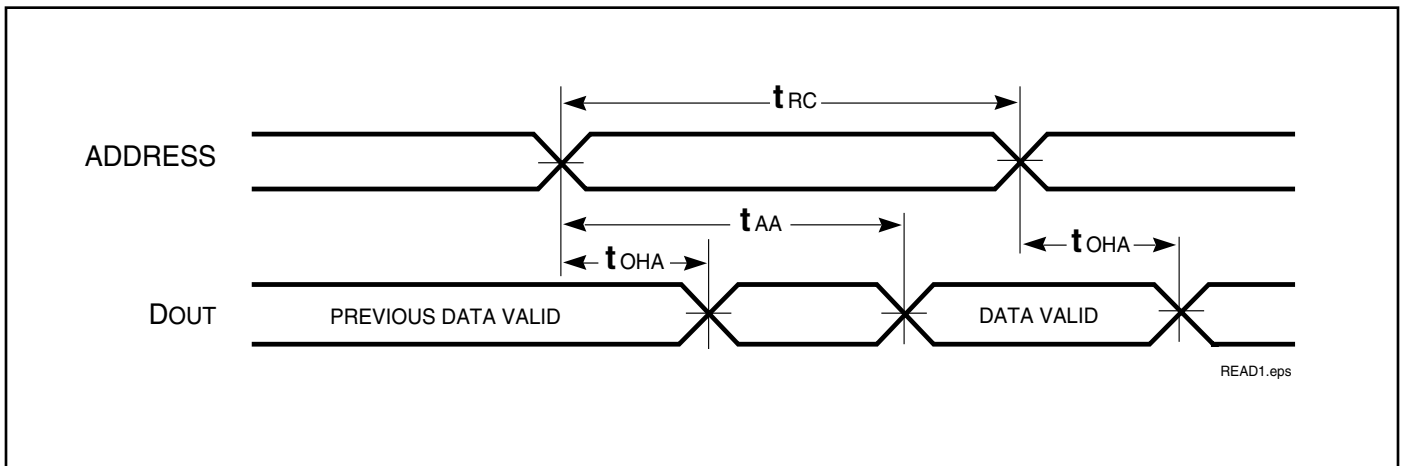 tRC
ADDRESS
tAA
tOHA
tOHA
DOUT
PREVIOUS DATA VALID
DATA VALID
READ1.eps